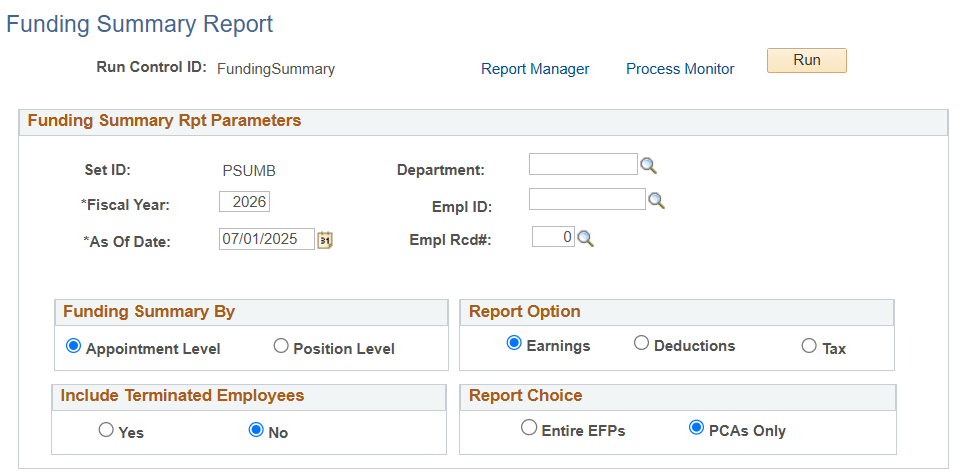 Funding Summary Report
Run Control ID: FundingSummary Report Manager Process Monitor Run
Funding Summary Rpt Parameters
Set ID: PSUMB Department:
*Fiscal Year: 2026 Empl ID:
*As Of Date: 07/01/2025 31 Empl Rcd#: 0
Funding Summary By Report Option
Appointment Level Position Level Earnings Deductions Tax
Include Terminated Employees Report Choice
Yes No Entire EFPs PCAs Only